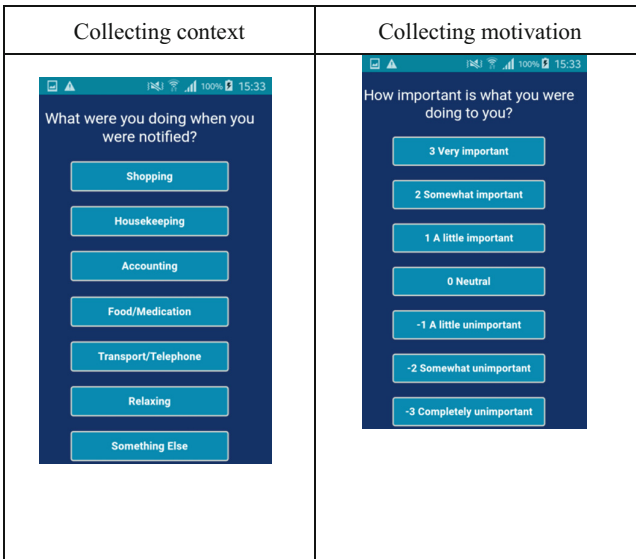 Collecting context
Collecting motivation
100% 15:33
What were you doing when you
were notified?
Shopping
Housekeeping
Accounting
Food/Medication
Transport/Telephone
Relaxing
Something Else
100% 15:33
How important is what you were
doing to you?
3 Very important
2 Somewhat important
1 A little important
0 Neutral
-1 A little unimportant
-2 Somewhat unimportant
-3 Completely unimportant